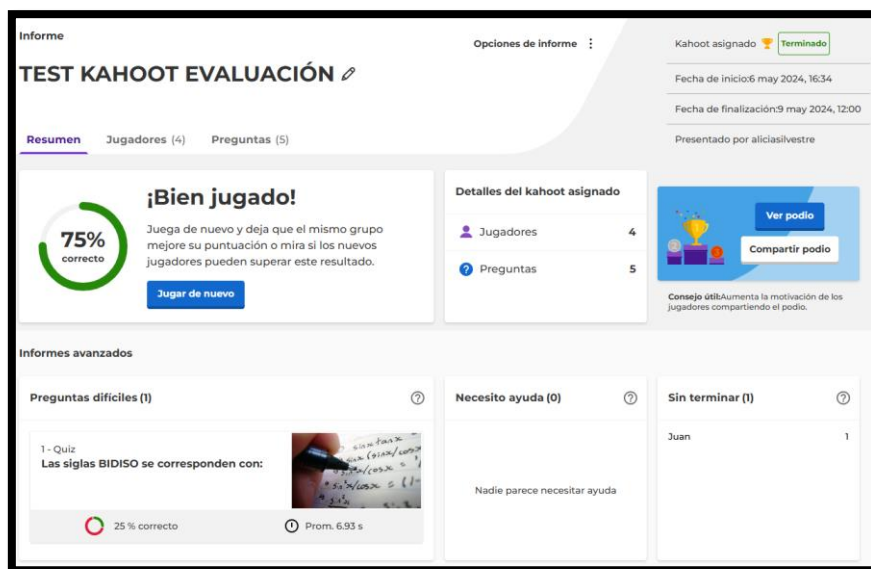 Informe
TEST KAHOOT EVALUACIÓN
Opciones de informe
Kahoot asignado Terminado
Fecha de inicio:6 may 2024, 16:34
Fecha de finalización:9 may 2024, 12:00
Presentado por aliciasilvestre
Resumen Jugadores (4) Preguntas (5)
75%
correcto
¡Bien jugado!
Juega de nuevo y deja que el mismo grupo
mejore su puntuación o mira si los nuevos
jugadores pueden superar este resultado.
Jugar de nuevo
Detalles del kahoot asignado
Jugadores 4
Preguntas 5
Ver podio
Compartir podio
Consejo útil:Aumenta la motivación de los
jugadores compartiendo el podio.
Informes avanzados
Preguntas difíciles (1)
1 - Quiz
Las siglas BIDISO se corresponden con:
25 % correcto
Prom. 6.93 s
Necesito ayuda (0)
Nadie parece necesitar ayuda
Sin terminar (1)
Juan 1